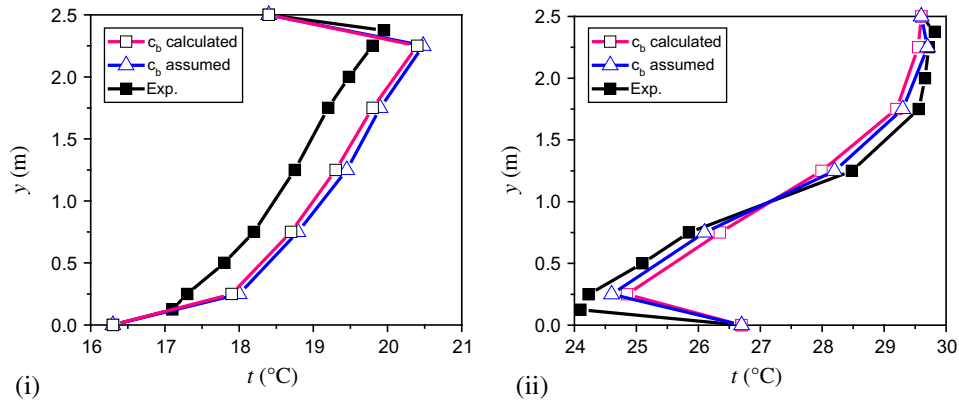 2.5
2.0
1.5
1.0
0.5
0.0
y (m)
c_b calculated
c_b assumed
Exp.
16 17 18 19 20 21
t (°C)
(i)
2.5
2.0
1.5
1.0
0.5
0.0
y (m)
c_b calculated
c_b assumed
Exp.
24 25 26 27 28 29 30
t (°C)
(ii)